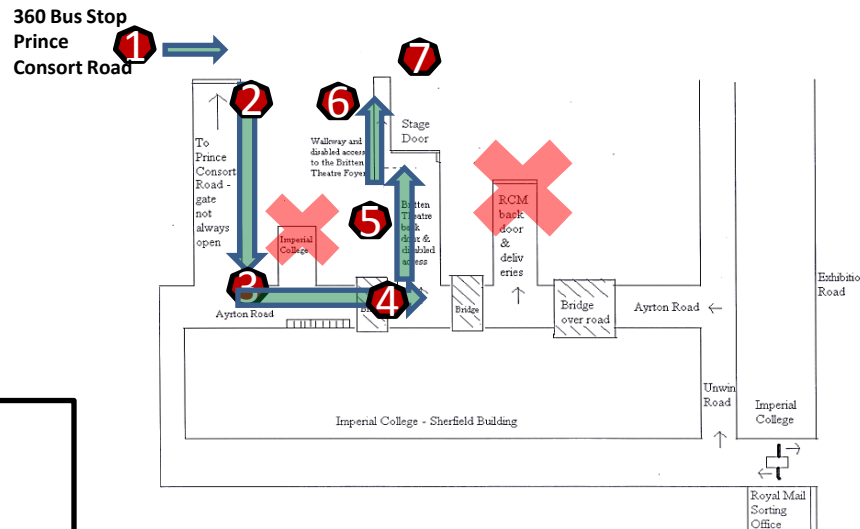 360 Bus Stop
Prince
Consort Road
1
2
3
4
5
6
7
To
Prince
Consort
Road -
gate
not
always
open
Walkway and
disabled access
to the Britten
Theatre Foyer
Stage
Door
Imperial
College
Britten
Theatre
back
door &
disabled
access
RCM
back
door
&
deliv
eries
Ayrton Road
Bridge
Bridge
over road
Ayrton Road
Exhibitio
Road
Unwin
Road
Imperial College - Sherfield Building
Imperial
College
Royal Mail
Sorting
Office